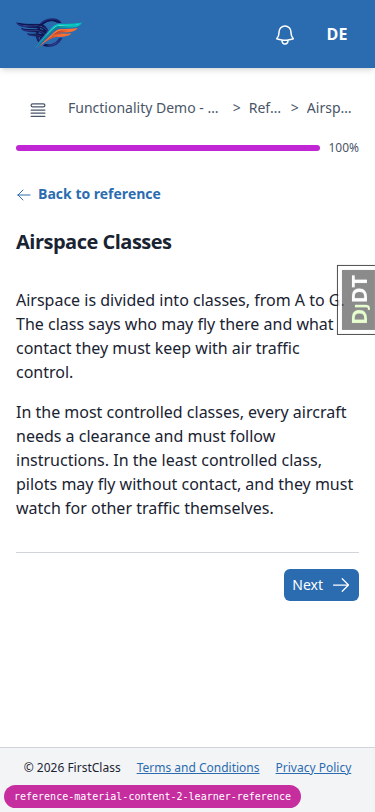 DE
Functionality Demo - ... > Ref... > Airsp...
100%
Back to reference
Airspace Classes
DjDT
Airspace is divided into classes, from A to G.
The class says who may fly there and what
contact they must keep with air traffic
control.
In the most controlled classes, every aircraft
needs a clearance and must follow
instructions. In the least controlled class,
pilots may fly without contact, and they must
watch for other traffic themselves.
Next
© 2026 FirstClass Terms and Conditions Privacy Policy
reference-material-content-2-learner-reference